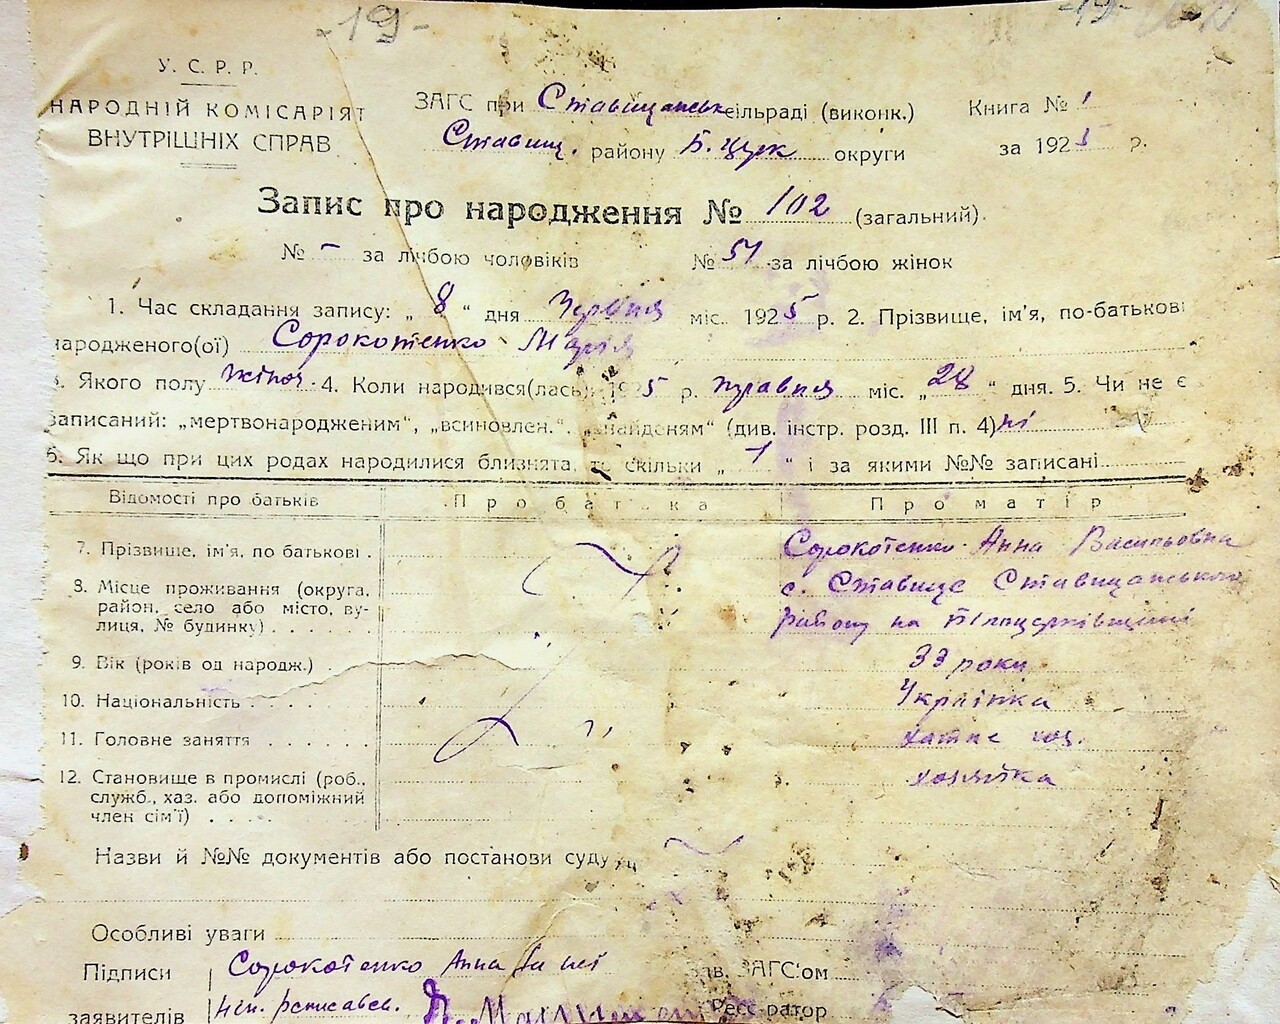 -19-
-19-
У. С. Р. Р.
НАРОДНІЙ КОМІСАРІЯТ
ВНУТРІШНІХ СПРАВ
ЗАГС при Ставищанськ сільраді (виконк.)
Ставищ. району Б.Церк округи
Книга № 1
за 1925 р.
Запис про народження № 102 (загальний)
№ – за лічбою чоловіків № 51 за лічбою жінок
1. Час складання запису: „ 8 “ дня Червня міс. 1925 р. 2. Прізвище, ім'я, по-батькові
народженого(ої) Сорокотенко Марія
3. Якого полу жіноч. 4. Коли народився(лась) 1925 р. травня міс. „ 28 “ дня. 5. Чи не є
записаний: „мертвонародженим“, „всиновлен.“, „знайденям“ (див. інстр. розд. III п. 4) ні
6. Як що при цих родах народилися близнята, то скільки „ 1 “ і за якими №№ записані
Відомості про батьків Про батька Про матір
7. Прізвище, ім'я, по батькові . Сорокотенко Анна Васильовна
8. Місце проживання (округа, район, село або місто, вулиця, № будинку) . . . . с. Ставище Ставищанського
району на Білоцерківщині
9. Вік (років од народж.) . 33 роки
10. Національність . . . Українка
11. Головне заняття . . . . . . хатнє хоз.
12. Становище в промислі (роб., служб., хаз. або допоміжний член сім'ї) . . . . хозяйка
Назви й №№ документів або постанови суду
Особливі уваги
Підписи Сорокотенко Анна Зав. ЗАГС'ом
заявителів Реєстратор